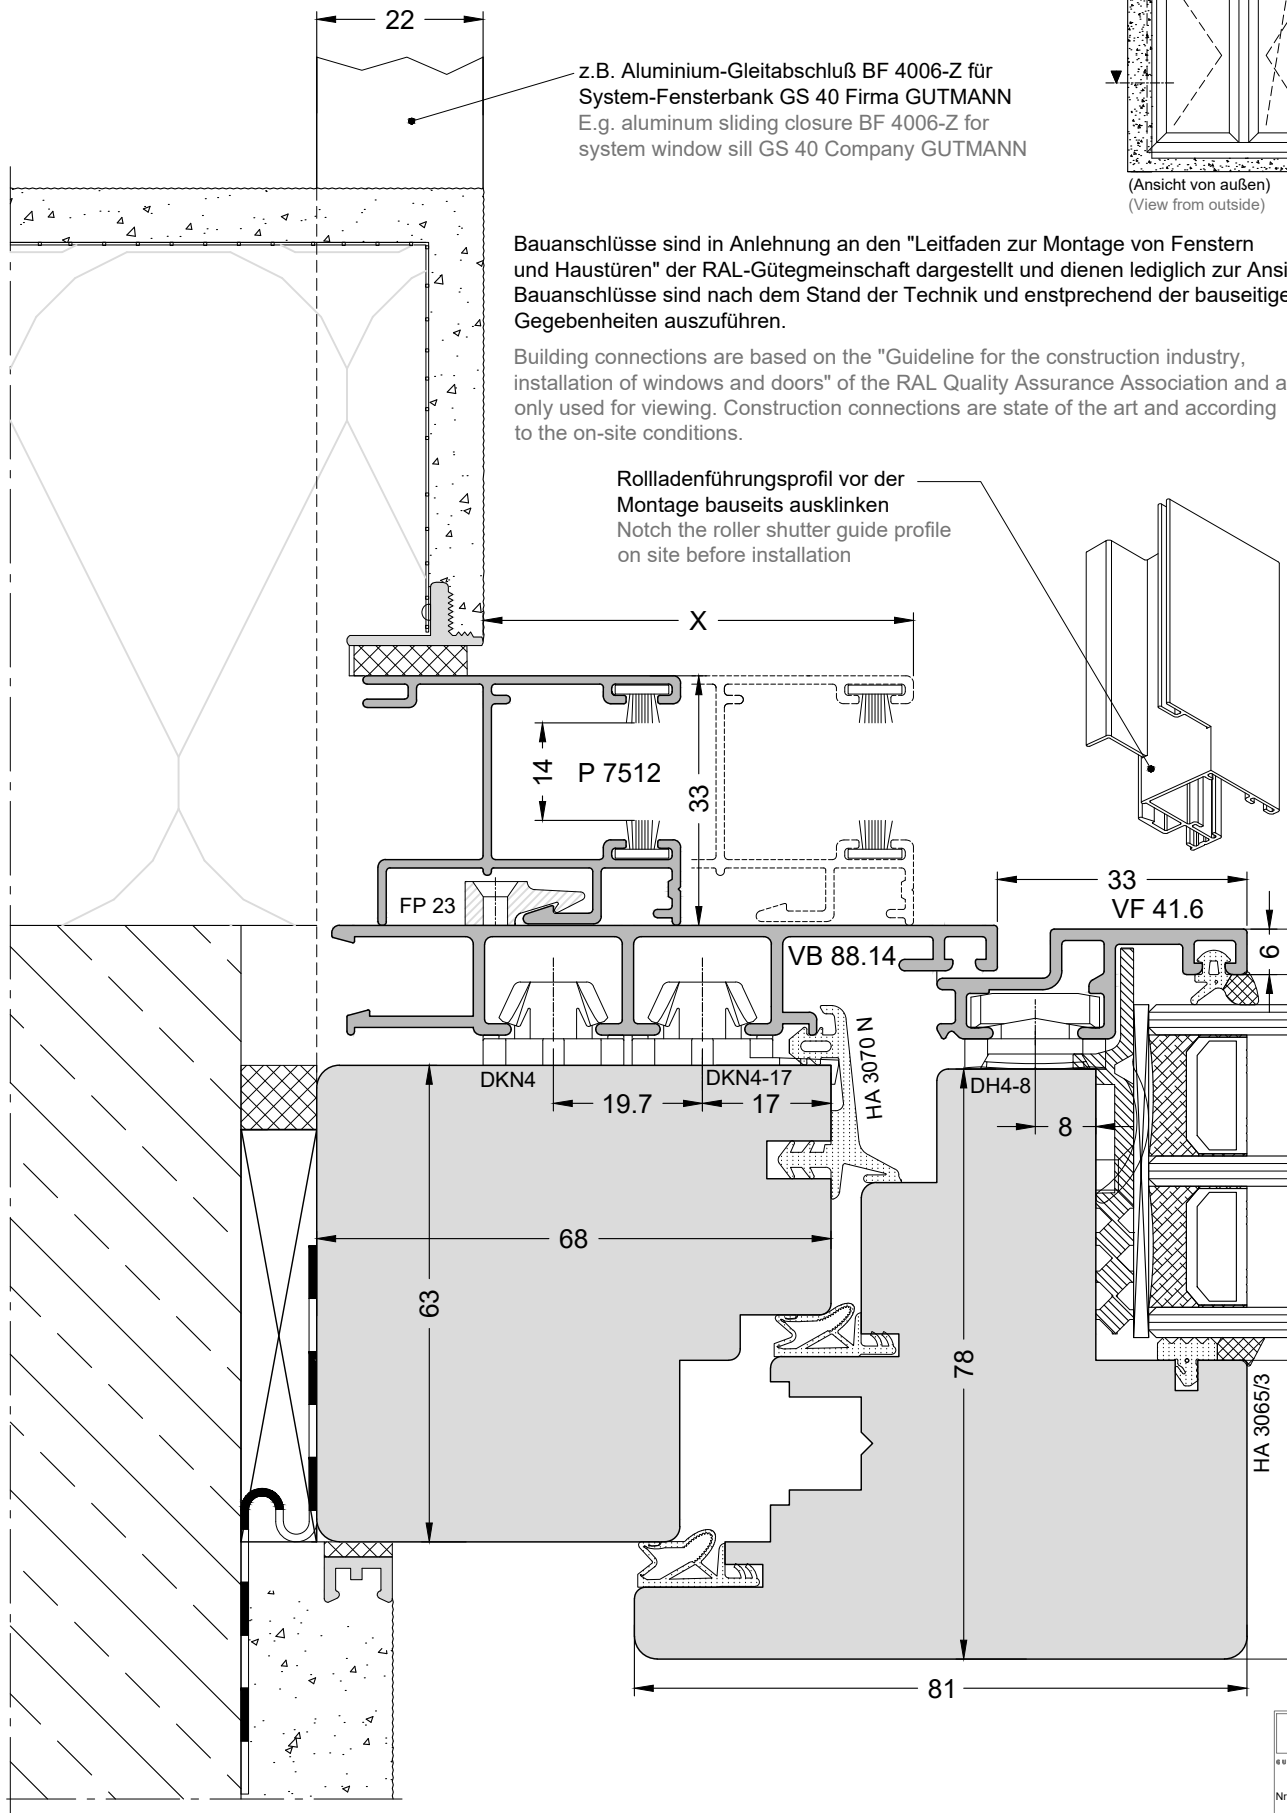 22
z.B. Aluminium-Gleitabschluß BF 4006-Z für
System-Fensterbank GS 40 Firma GUTMANN
E.g. aluminum sliding closure BF 4006-Z for
system window sill GS 40 Company GUTMANN
(Ansicht von außen)
(View from outside)
Bauanschlüsse sind in Anlehnung an den "Leitfaden zur Montage von Fenstern
und Haustüren" der RAL-Gütegmeinschaft dargestellt und dienen lediglich zur Ansi
Bauanschlüsse sind nach dem Stand der Technik und enstprechend der bauseitige
Gegebenheiten auszuführen.
Building connections are based on the "Guideline for the construction industry,
installation of windows and doors" of the RAL Quality Assurance Association and a
only used for viewing. Construction connections are state of the art and according
to the on-site conditions.
Rollladenführungsprofil vor der
Montage bauseits ausklinken
Notch the roller shutter guide profile
on site before installation
X
14
P 7512
33
33
VF 41.6
FP 23
6
VB 88.14
HA 3070 N
DKN4
DKN4-17
DH4-8
19.7
17
8
68
63
78
HA 3065/3
81
Nr